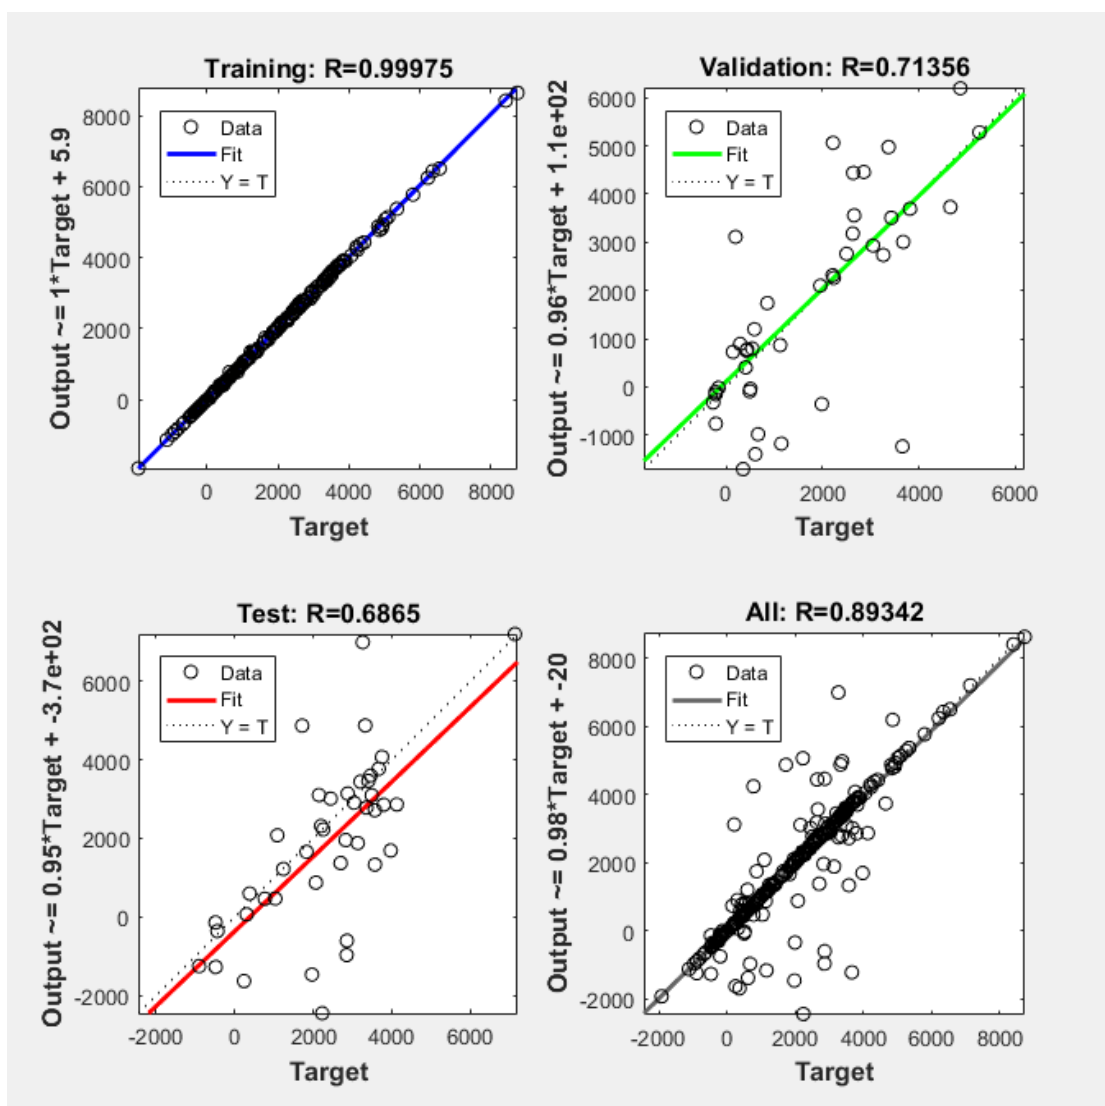 Training: R=0.99975
Output ~= 1*Target + 5.9
8000
6000
4000
2000
0
Data
Fit
Y = T
0
2000
4000
6000
8000
Target
Validation: R=0.71356
Output ~= 0.96*Target + 1.1e+02
6000
5000
4000
3000
2000
1000
0
-1000
Data
Fit
Y = T
0
2000
4000
6000
Target
Test: R=0.6865
Output ~= 0.95*Target + -3.7e+02
6000
4000
2000
0
-2000
Data
Fit
Y = T
-2000
0
2000
4000
6000
Target
All: R=0.89342
Output ~= 0.98*Target + -20
8000
6000
4000
2000
0
-2000
Data
Fit
Y = T
-2000
0
2000
4000
6000
8000
Target